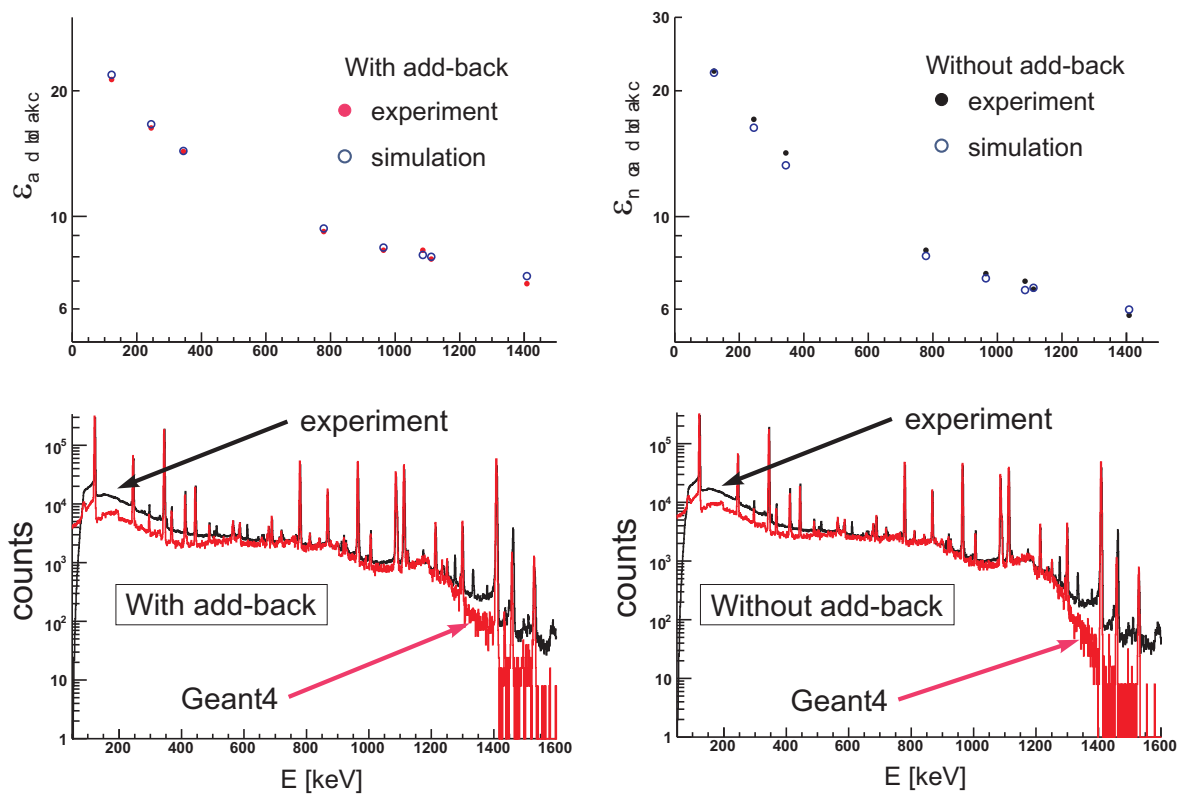 20
10
6
With add-back
experiment
simulation
0 200 400 600 800 1000 1200 1400
30
20
10
6
Without add-back
experiment
simulation
0 200 400 600 800 1000 1200 1400
counts
10⁵
10⁴
10³
10²
10
1
experiment
With add-back
Geant4
200 400 600 800 1000 1200 1400 1600
E [keV]
counts
10⁵
10⁴
10³
10²
10
1
experiment
Without add-back
Geant4
200 400 600 800 1000 1200 1400 1600
E [keV]